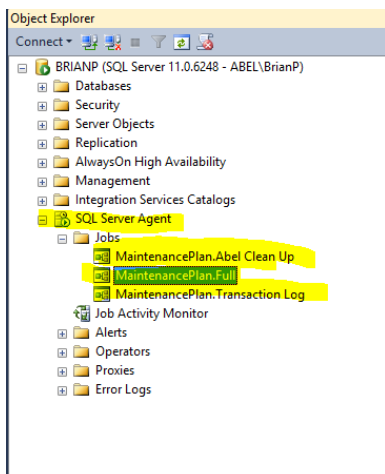 Object Explorer
Connect
BRIANP (SQL Server 11.0.6248 - ABEL\BrianP)
Databases
Security
Server Objects
Replication
AlwaysOn High Availability
Management
Integration Services Catalogs
SQL Server Agent
Jobs
MaintenancePlan.Abel Clean Up
MaintenancePlan.Full
MaintenancePlan.Transaction Log
Job Activity Monitor
Alerts
Operators
Proxies
Error Logs